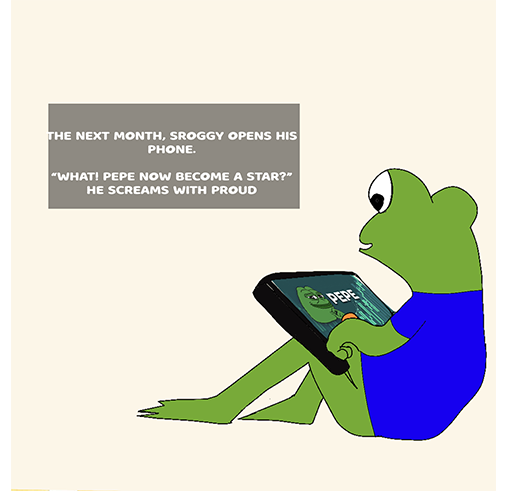 THE NEXT MONTH, SROGGY OPENS HIS
PHONE.
“WHAT! PEPE NOW BECOME A STAR?”
HE SCREAMS WITH PROUD
PEPE